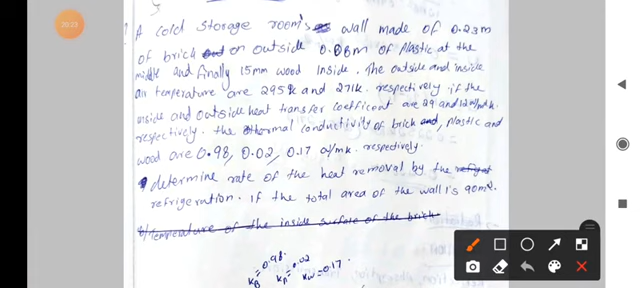 20:23
A cold storage room's wall made of 0.23m
of brick on outside 0.08m of plastic at the
middle and finally 15mm wood inside. The outside and inside
air temperature are 295k and 271k. respectively if the
inside and outside heat transfer coefficient are 29 and 12 w/m²k.
respectively. the thermal conductivity of brick, plastic and
wood are 0.98, 0.02, 0.17 w/mk. respectively.
determine rate of the heat removal by the
refrigeration. If the total area of the wall is 90m².
b) Temperature of the inside surface of the brick
KB = 0.98 KP = 0.02 KW = 0.17